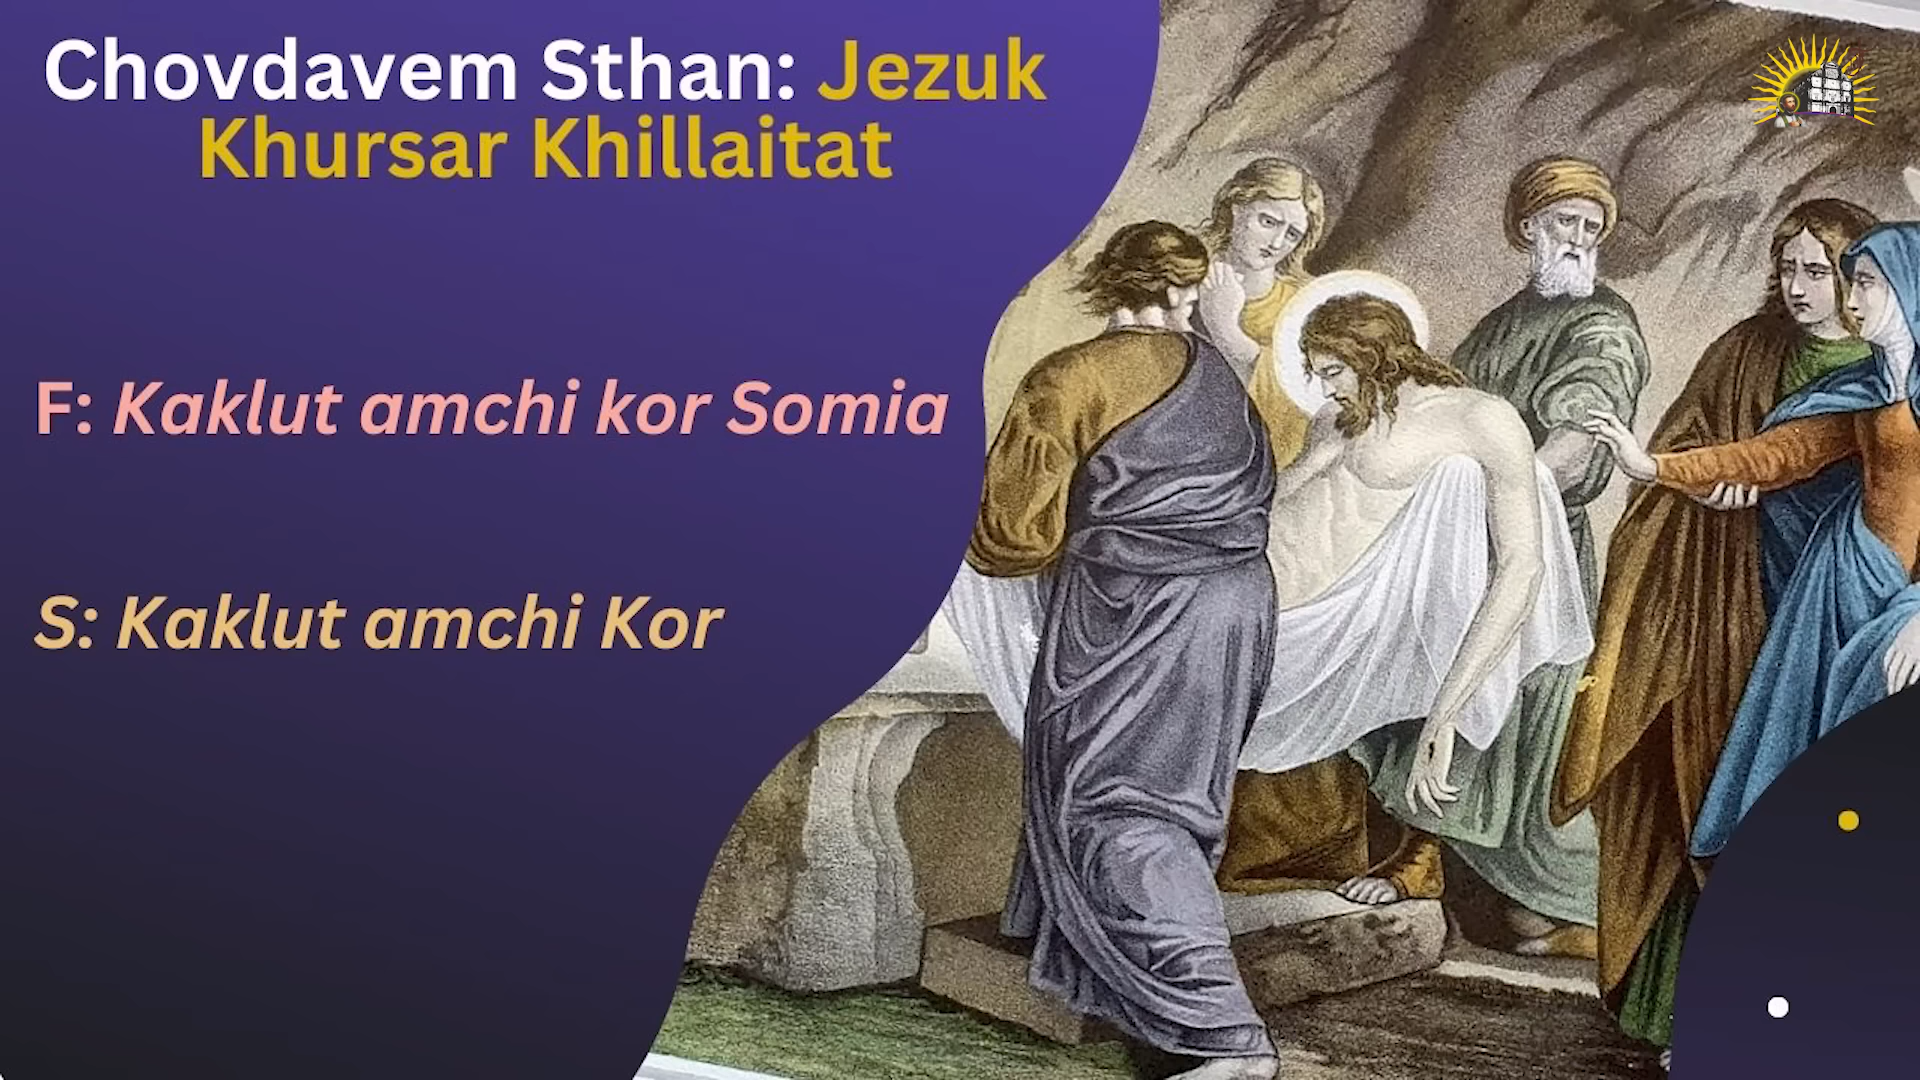 Chovdavem Sthan: Jezuk
Khursar Khillaitat
F: Kaklut amchi kor Somia
S: Kaklut amchi Kor